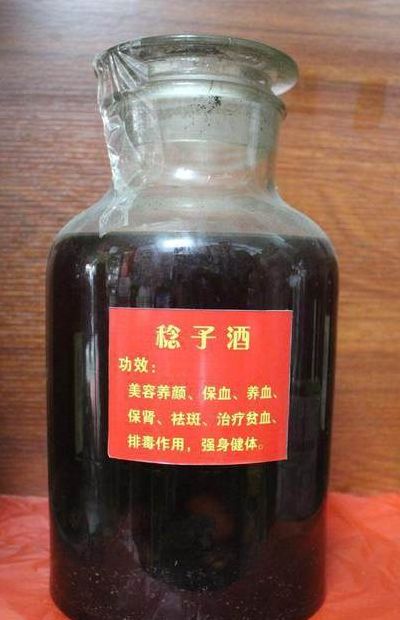 稔子酒
功效：
美容养颜、保血、养血、
保肾、祛斑、治疗贫血、
排毒作用，强身健体。